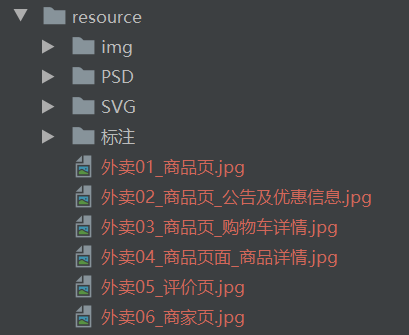 resource
img
PSD
SVG
标注
外卖01_商品页.jpg
外卖02_商品页_公告及优惠信息.jpg
外卖03_商品页_购物车详情.jpg
外卖04_商品页面_商品详情.jpg
外卖05_评价页.jpg
外卖06_商家页.jpg